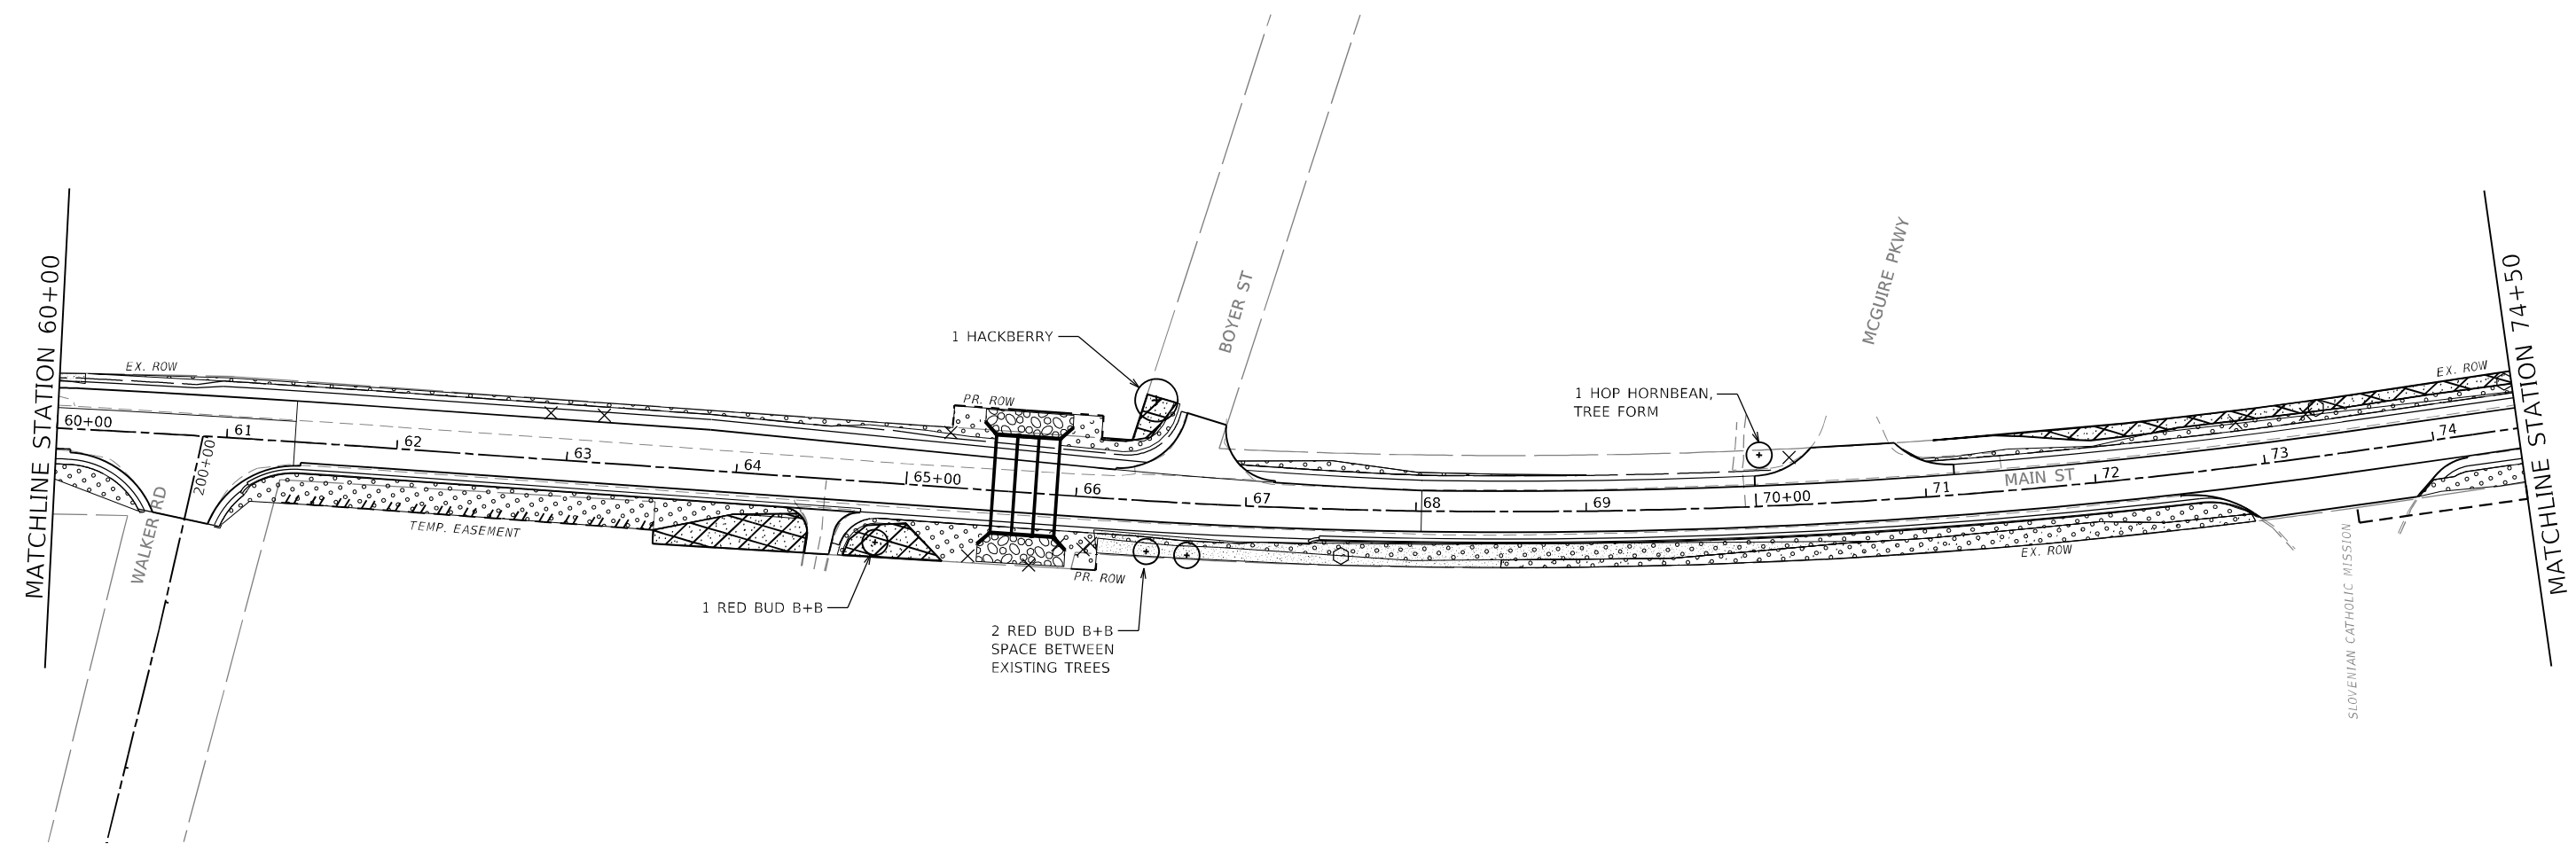 MATCHLINE STATION 60+00
EX. ROW
60+00
61
62
63
64
65+00
66
67
68
69
70+00
71
72
73
74
200+00
WALKER RD
TEMP. EASEMENT
1 RED BUD B+B
PR. ROW
1 HACKBERRY
BOYER ST
PR. ROW
2 RED BUD B+B
SPACE BETWEEN
EXISTING TREES
1 HOP HORNBEAN,
TREE FORM
MCGUIRE PKWY
MAIN ST
EX. ROW
EX. ROW
SLOVENIAN CATHOLIC MISSION
MATCHLINE STATION 74+50